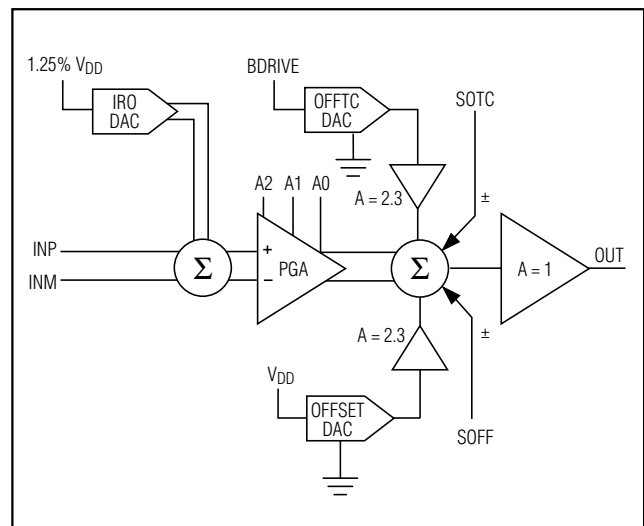 1.25% VDD
IRO
DAC
BDRIVE
OFFTC
DAC
SOTC
A = 2.3
±
A2 A1 A0
INP
INM
Σ
+
−
PGA
Σ
A = 1
OUT
A = 2.3
±
VDD
OFFSET
DAC
SOFF